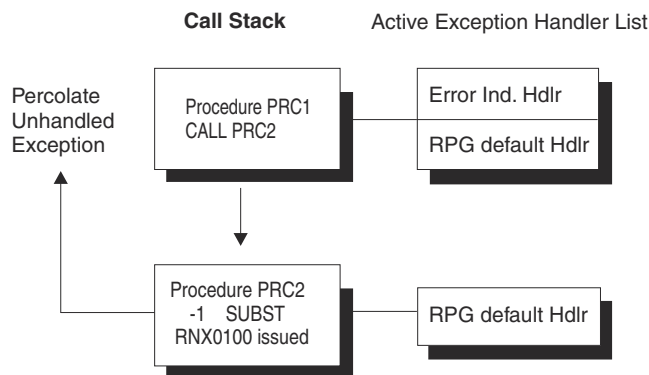 Call Stack
Active Exception Handler List
Percolate
Unhandled
Exception
Procedure PRC1
CALL PRC2
Error Ind. Hdlr
RPG default Hdlr
Procedure PRC2
-1 SUBST
RNX0100 issued
RPG default Hdlr